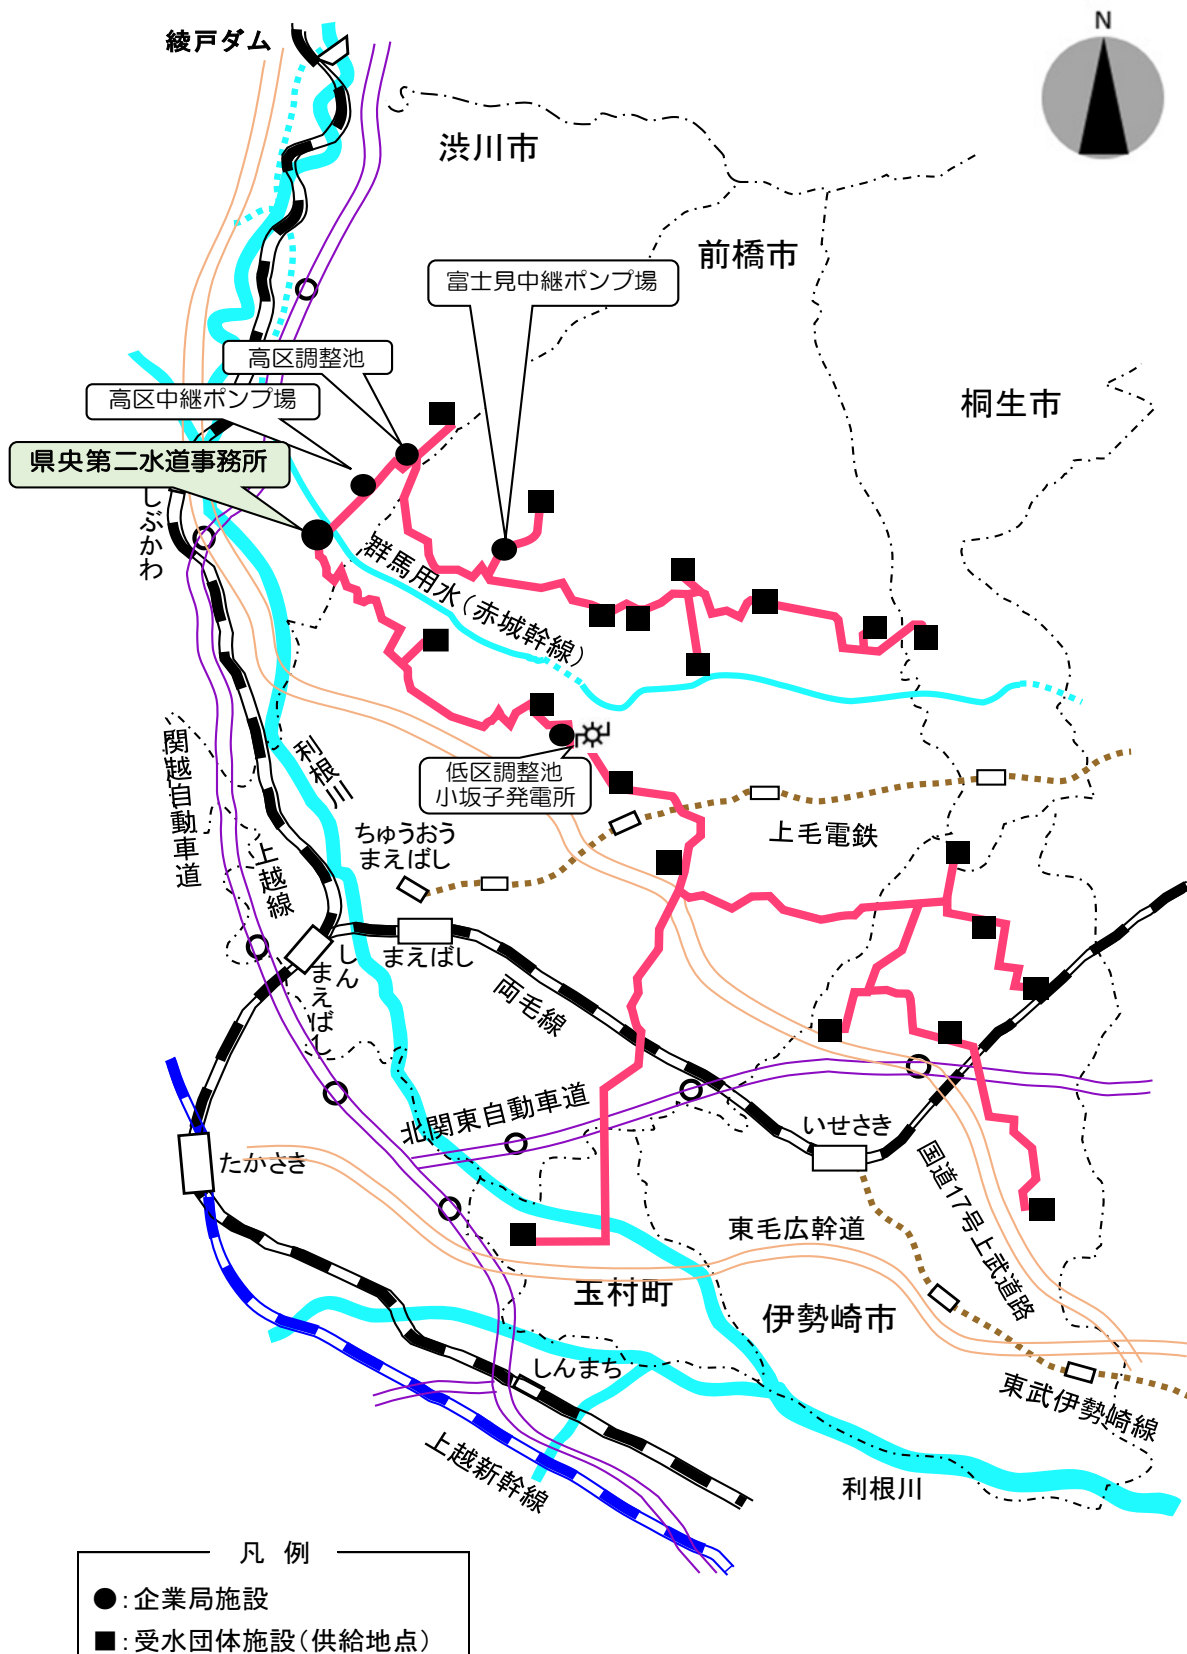 N
綾戸ダム
渋川市
前橋市
富士見中継ポンプ場
高区調整池
高区中継ポンプ場
桐生市
県央第二水道事務所
しぶかわ
群馬用水(赤城幹線)
関越自動車道
利根川
低区調整池
小坂子発電所
上毛電鉄
ちゅうおう
まえばし
上越線
まえばし
しん
まえばし
両毛線
北関東自動車道
いせさき
たかさき
国道17号上武道路
東毛広幹道
玉村町
伊勢崎市
しんまち
東武伊勢崎線
上越新幹線
利根川
凡 例
●:企業局施設
■:受水団体施設(供給地点)